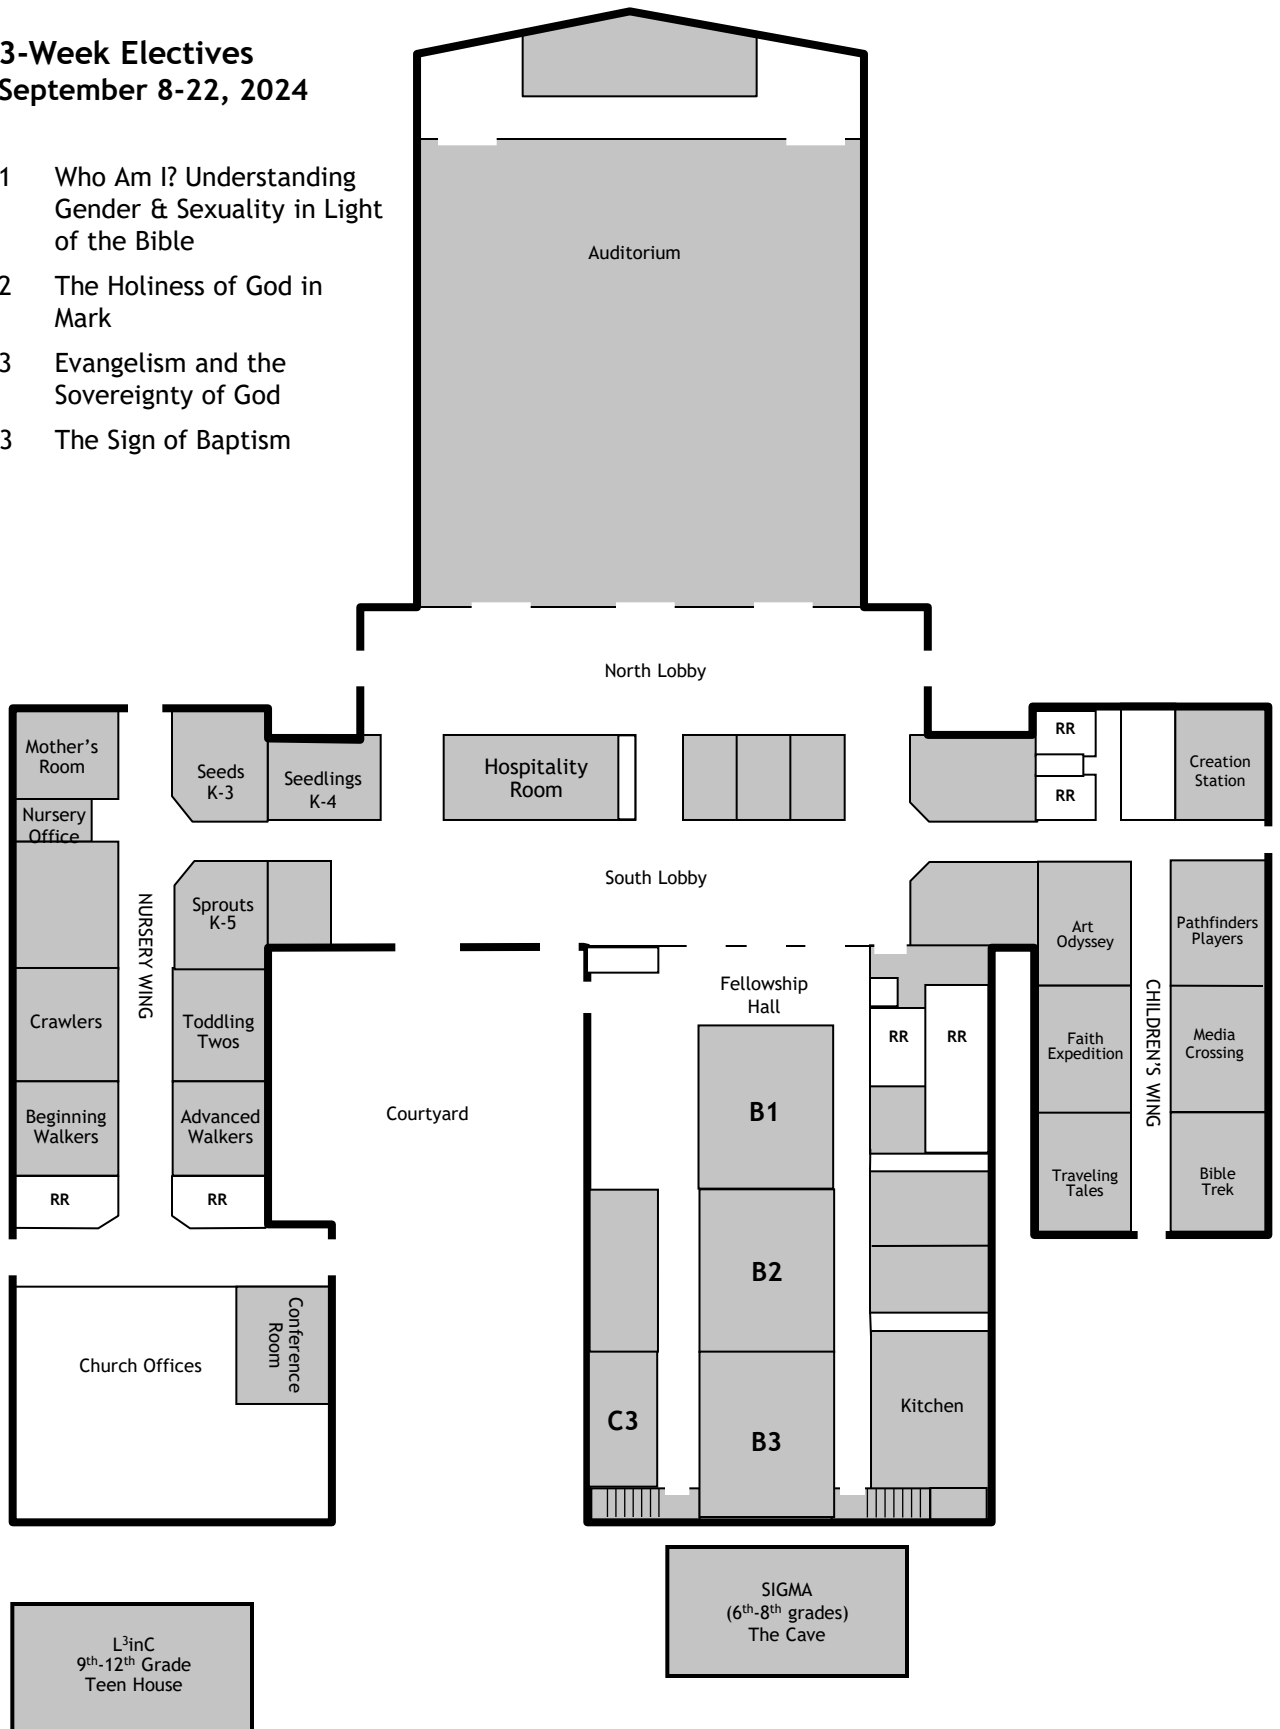 3-Week Electives
September 8-22, 2024
1 Who Am I? Understanding
Gender & Sexuality in Light
of the Bible
2 The Holiness of God in
Mark
3 Evangelism and the
Sovereignty of God
3 The Sign of Baptism
Auditorium
North Lobby
Mother's
Room
Seeds
K-3
Seedlings
K-4
Hospitality
Room
RR
RR
Creation
Station
Nursery
Office
South Lobby
NURSERY WING
Sprouts
K-5
Art
Odyssey
Pathfinders
Players
Fellowship
Hall
Crawlers
Toddling
Twos
RR
RR
Faith
Expedition
CHILDREN'S WING
Media
Crossing
Beginning
Walkers
Advanced
Walkers
Courtyard
B1
Traveling
Tales
Bible
Trek
RR
RR
B2
Church Offices
Conference
Room
C3
B3
Kitchen
SIGMA
(6th-8th grades)
The Cave
L3inC
9th-12th Grade
Teen House